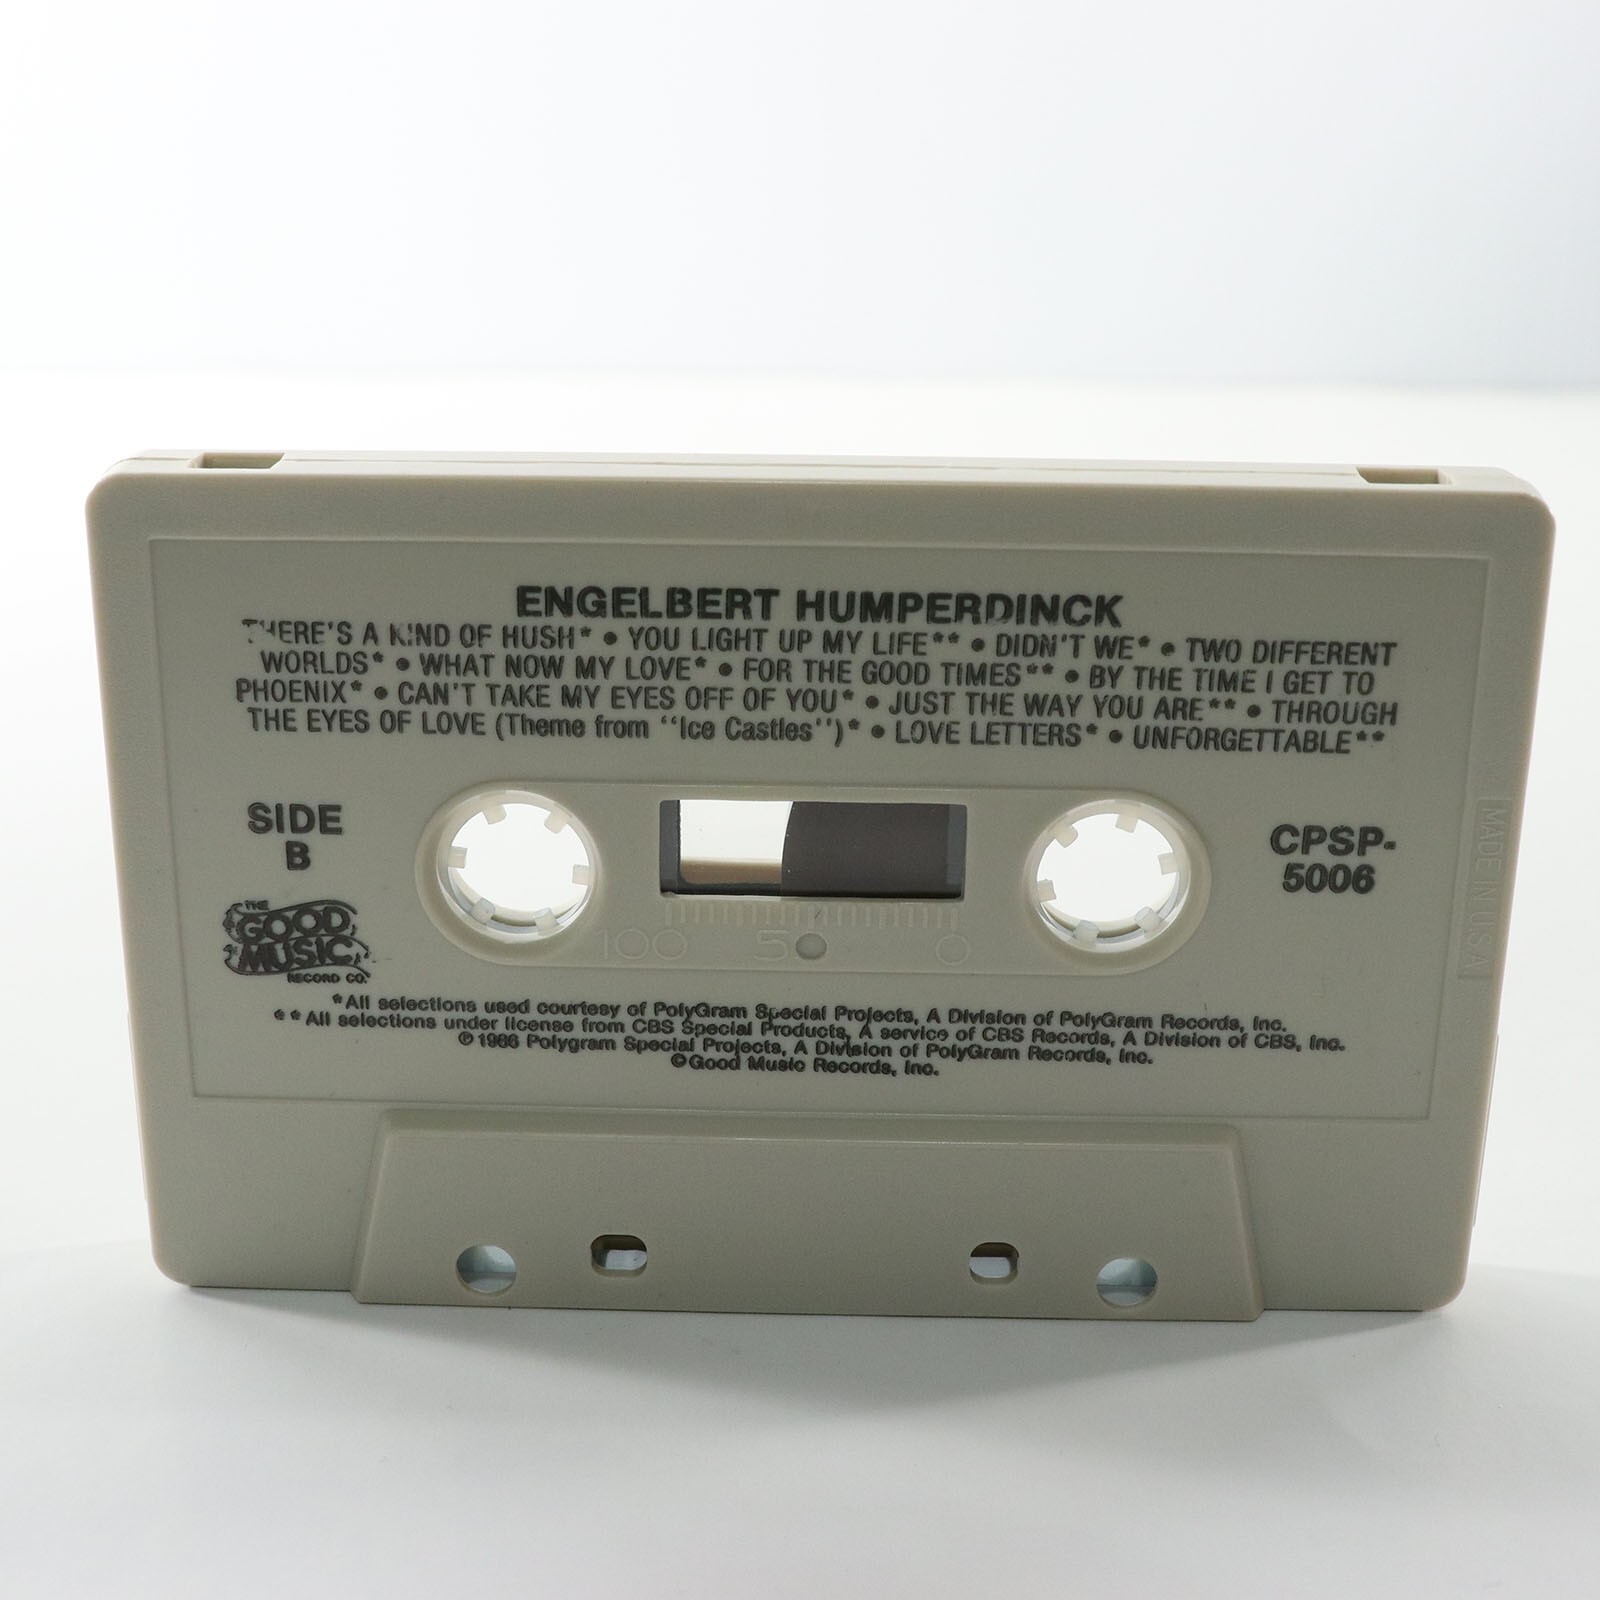 ENGELBERT HUMPERDINCK
THERE'S A KIND OF HUSH* • YOU LIGHT UP MY LIFE** • DIDN'T WE* • TWO DIFFERENT
WORLDS* • WHAT NOW MY LOVE* • FOR THE GOOD TIMES** • BY THE TIME I GET TO
PHOENIX* • CAN'T TAKE MY EYES OFF OF YOU* • JUST THE WAY YOU ARE** • THROUGH
THE EYES OF LOVE (Theme from "Ice Castles")* • LOVE LETTERS* • UNFORGETTABLE**
SIDE
B
CPSP-
5006
MADE IN U.S.A
THE
GOOD
MUSIC
RECORD CO.
100 50 0
*All selections used courtesy of PolyGram Special Projects, A Division of PolyGram Records, Inc.
**All selections under license from CBS Special Products, A service of CBS Records, A Division of CBS, Inc.
℗ 1986 Polygram Special Projects, A Division of PolyGram Records, Inc.
©Good Music Records, Inc.